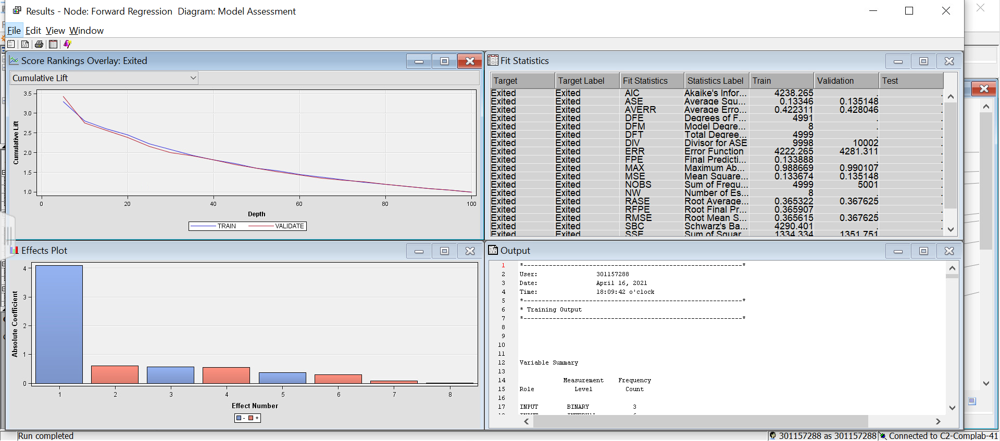 Results - Node: Forward Regression  Diagram: Model Assessment
File Edit View Window
Score Rankings Overlay: Exited
Cumulative Lift
3.5
3.0
2.5
2.0
1.5
1.0
Cumulative Lift
0 20 40 60 80 100
Depth
TRAIN VALIDATE
Fit Statistics
Target Target Label Fit Statistics Statistics Label Train Validation Test
Exited Exited AIC Akaike's Infor... 4238.265 . .
Exited Exited ASE Average Squ... 0.13346 0.135148 .
Exited Exited AVERR Average Erro... 0.422311 0.428046 .
Exited Exited DFE Degrees of F... 4991 . .
Exited Exited DFM Model Degre... 8 . .
Exited Exited DFT Total Degree... 4999 . .
Exited Exited DIV Divisor for ASE 9998 10002 .
Exited Exited ERR Error Function 4222.265 4281.311 .
Exited Exited FPE Final Predicti... 0.133888 . .
Exited Exited MAX Maximum Ab... 0.988669 0.990107 .
Exited Exited MSE Mean Square... 0.133674 0.135148 .
Exited Exited NOBS Sum of Frequ... 4999 5001 .
Exited Exited NW Number of Es... 8 . .
Exited Exited RASE Root Average... 0.365322 0.367625 .
Exited Exited RFPE Root Final Pr... 0.365907 . .
Exited Exited RMSE Root Mean S... 0.365615 0.367625 .
Exited Exited SBC Schwarz's Ba... 4290.401 . .
Exited Exited SSE Sum of Squar... 1334.334 1351.751 .
Effects Plot
4
3
2
1
0
Absolute Coefficient
1 2 3 4 5 6 7 8
Effect Number
- +
Output
1 *------------------------------------------------------------*
2 User: 301157288
3 Date: April 16, 2021
4 Time: 18:09:42 o'clock
5 *------------------------------------------------------------*
6 * Training Output
7 *------------------------------------------------------------*
8
9
10
11
12 Variable Summary
13
14 Measurement Frequency
15 Role Level Count
16
17 INPUT BINARY 3
Run completed
301157288 as 301157288 Connected to C2-Complab-41